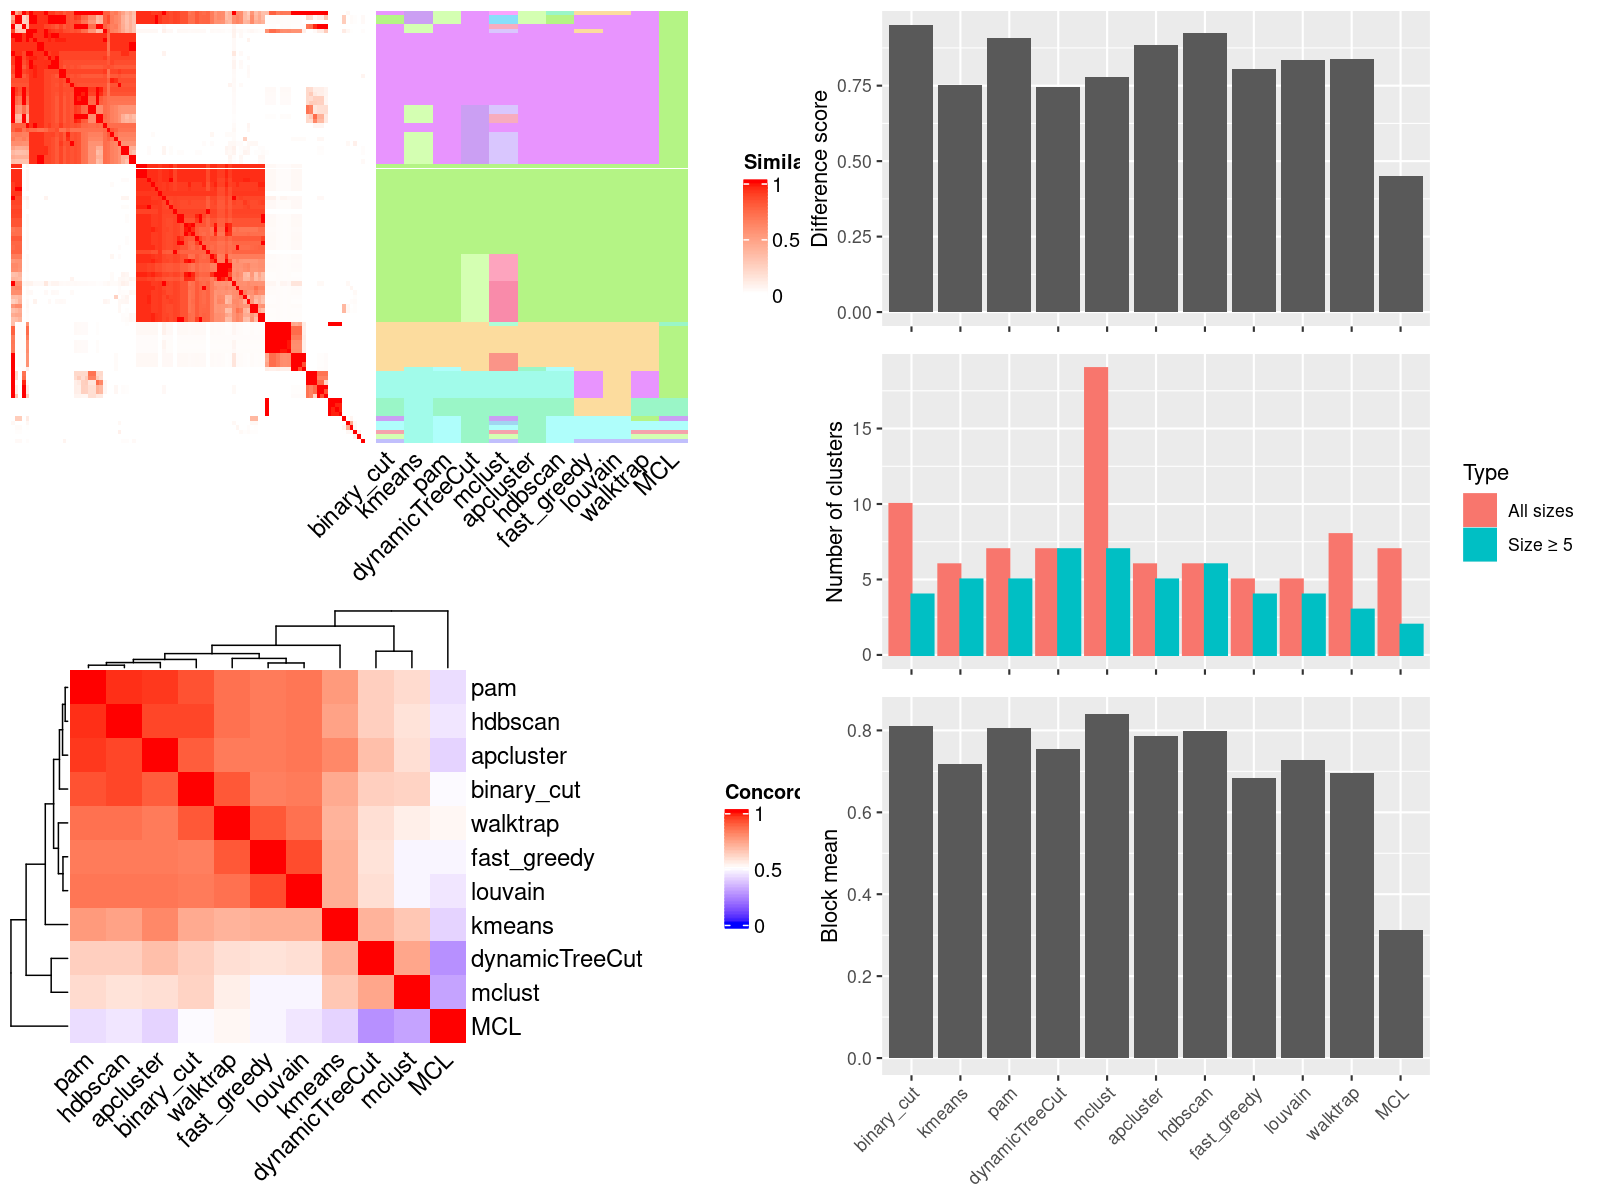 Simila
1
0.5
0
binary_cut
kmeans
pam
dynamicTreeCut
mclust
apcluster
hdbscan
fast_greedy
louvain
walktrap
MCL
pam
hdbscan
apcluster
binary_cut
walktrap
fast_greedy
louvain
kmeans
dynamicTreeCut
mclust
MCL
Concord
1
0.5
0
pam
hdbscan
apcluster
binary_cut
walktrap
fast_greedy
louvain
kmeans
dynamicTreeCut
mclust
MCL
Difference score
0.75
0.50
0.25
0.00
Number of clusters
15
10
5
0
Type
All sizes
Size ≥ 5
Block mean
0.8
0.6
0.4
0.2
0.0
binary_cut
kmeans
pam
dynamicTreeCut
mclust
apcluster
hdbscan
fast_greedy
louvain
walktrap
MCL